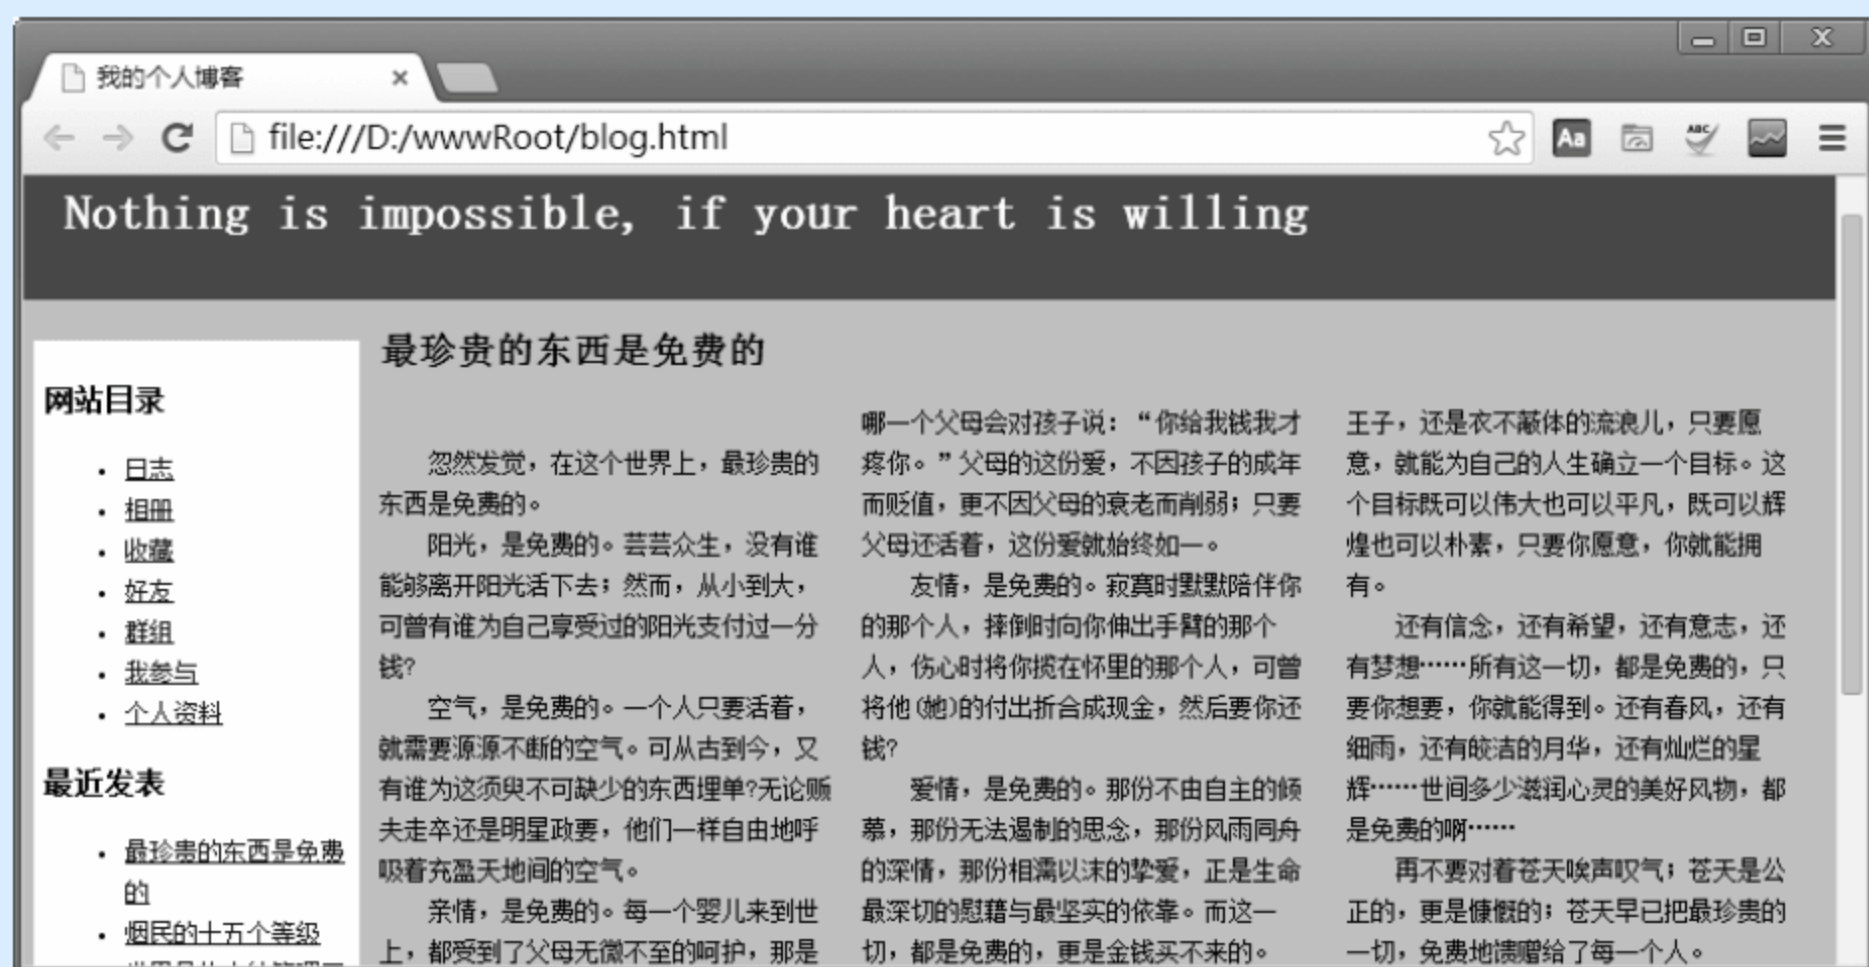 我的个人博客
file:///D:/wwwRoot/blog.html
Aa
ABC
Nothing is impossible, if your heart is willing
网站目录
日志
相册
收藏
好友
群组
我参与
个人资料
最近发表
最珍贵的东西是免费
的
烟民的十五个等级
最珍贵的东西是免费的
忽然发觉，在这个世界上，最珍贵的
东西是免费的。
阳光，是免费的。芸芸众生，没有谁
能够离开阳光活下去；然而，从小到大，
可曾有谁为自己享受过的阳光支付过一分
钱?
空气，是免费的。一个人只要活着，
就需要源源不断的空气。可从古到今，又
有谁为这须臾不可缺少的东西埋单?无论贩
夫走卒还是明星政要，他们一样自由地呼
吸着充盈天地间的空气。
亲情，是免费的。每一个婴儿来到世
上，都受到了父母无微不至的呵护，那是
哪一个父母会对孩子说：“你给我钱我才
疼你。”父母的这份爱，不因孩子的成年
而贬值，更不因父母的衰老而削弱；只要
父母还活着，这份爱就始终如一。
友情，是免费的。寂寞时默默陪伴你
的那个人，摔倒时向你伸出手臂的那个
人，伤心时将你揽在怀里的那个人，可曾
将他(她)的付出折合成现金，然后要你还
钱?
爱情，是免费的。那份不由自主的倾
慕，那份无法遏制的思念，那份风雨同舟
的深情，那份相濡以沫的挚爱，正是生命
最深切的慰藉与最坚实的依靠。而这一
切，都是免费的，更是金钱买不来的。
王子，还是衣不蔽体的流浪儿，只要愿
意，就能为自己的人生确立一个目标。这
个目标既可以伟大也可以平凡，既可以辉
煌也可以朴素，只要你愿意，你就能拥
有。
还有信念，还有希望，还有意志，还
有梦想……所有这一切，都是免费的，只
要你想要，你就能得到。还有春风，还有
细雨，还有皎洁的月华，还有灿烂的星
辉……世间多少滋润心灵的美好风物，都
是免费的啊……
再不要对着苍天唉声叹气；苍天是公
正的，更是慷慨的；苍天早已把最珍贵的
一切，免费地馈赠给了每一个人。